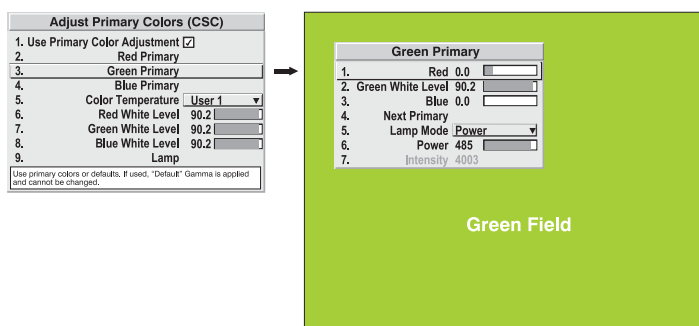 Adjust Primary Colors (CSC)
1. Use Primary Color Adjustment
2. Red Primary
3. Green Primary
4. Blue Primary
5. Color Temperature User 1
6. Red White Level 90.2
7. Green White Level 90.2
8. Blue White Level 90.2
9. Lamp
Use primary colors or defaults. If used, "Default" Gamma is applied
and cannot be changed.
Green Primary
1. Red 0.0
2. Green White Level 90.2
3. Blue 0.0
4. Next Primary
5. Lamp Mode Power
6. Power 485
7. Intensity 4003
Green Field